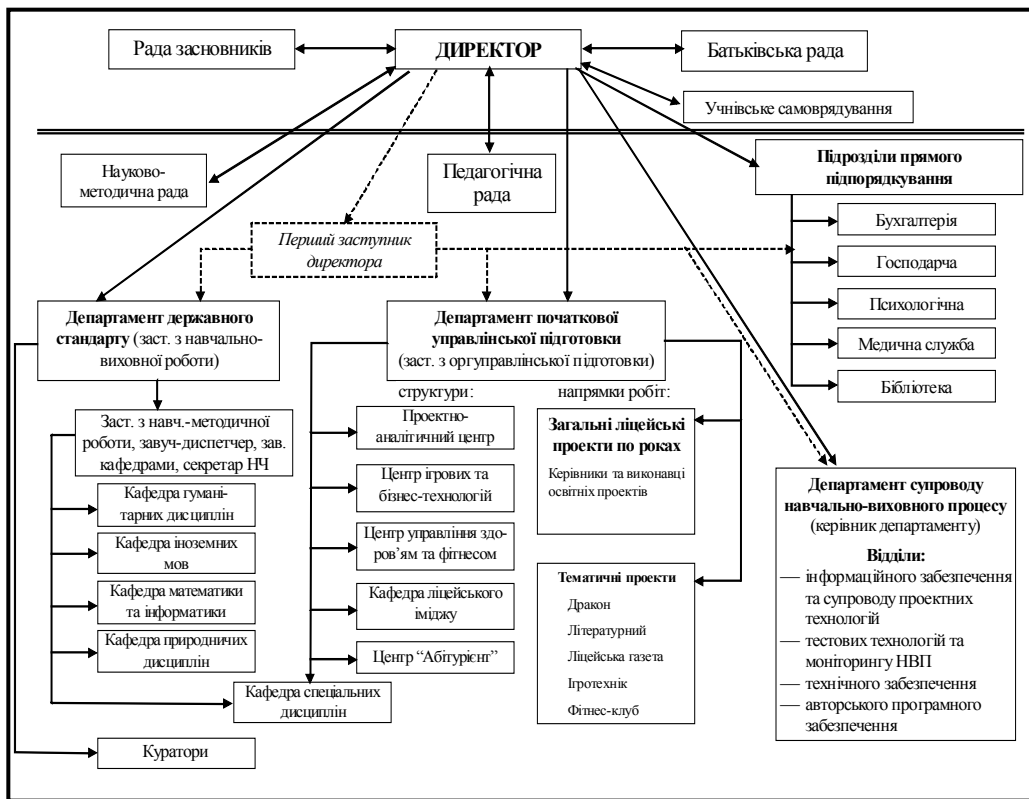 Рада засновників
ДИРЕКТОР
Батьківська рада
Учнівське самоврядування
Науково-
методична рада
Педагогічна
рада
Підрозділи прямого
підпорядкування
Перший заступник
директора
Бухгалтерія
Господарча
Психологічна
Медична служба
Бібліотека
Департамент державного
стандарту (заст. з навчально-
виховної роботи)
Департамент початкової
управлінської підготовки
(заст. з оргуправлінської підготовки)
структури:
напрямки робіт:
Заст. з навч.-методичної
роботи, завуч-диспетчер, зав.
кафедрами, секретар НЧ
Кафедра гумані-
тарних дисциплін
Кафедра іноземних
мов
Кафедра математики
та інформатики
Кафедра природничих
дисциплін
Проектно-
аналітичний центр
Центр ігрових та
бізнес-технологій
Центр управління здо-
ров’ям та фітнесом
Кафедра ліцейського
іміджу
Центр “Абітурієнт”
Кафедра спеціальних
дисциплін
Куратори
Загальні ліцейські
проекти по роках
Керівники та виконавці
освітніх проектів
Тематичні проекти
Дракон
Літературний
Ліцейська газета
Ігротехнік
Фітнес-клуб
Департамент супроводу
навчально-виховного процесу
(керівник департаменту)
Відділи:
— інформаційного забезпечення
та супроводу проектних
технологій
— тестових технологій та
моніторингу НВП
— технічного забезпечення
— авторського програмного
забезпечення